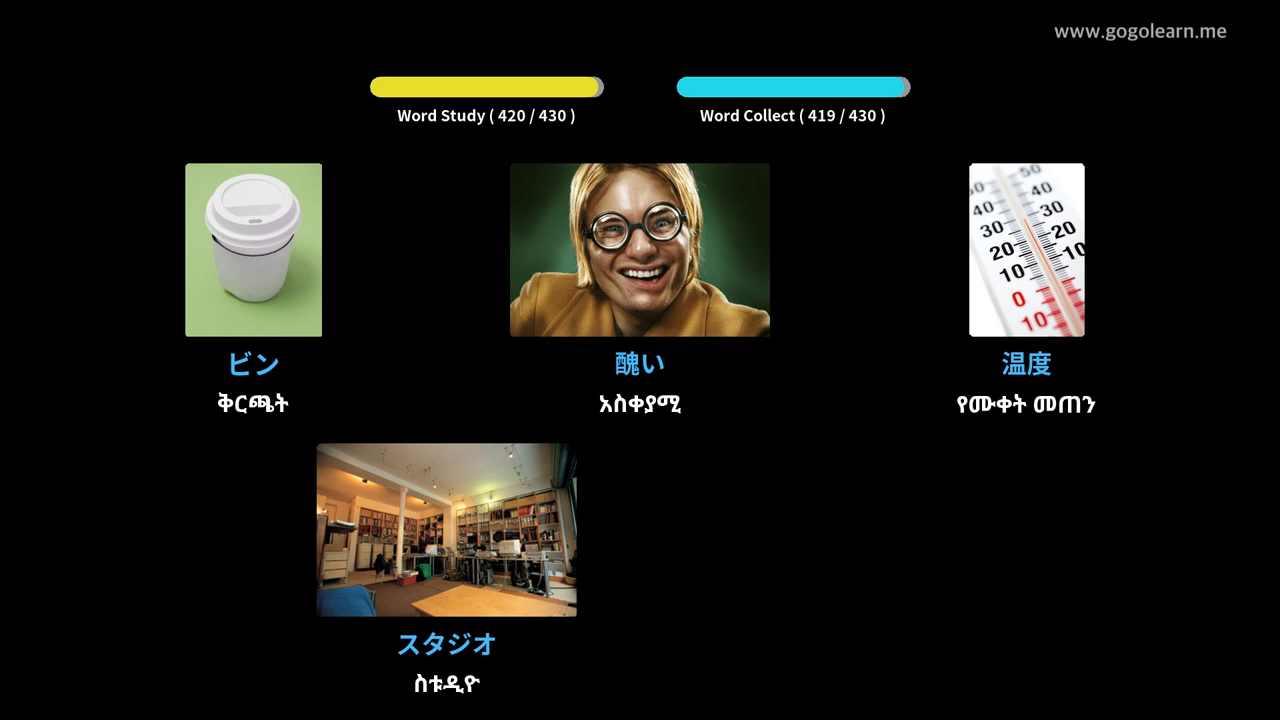 www.gogolearn.me
Word Study ( 420 / 430 )
Word Collect ( 419 / 430 )
ビン
ቅርጫት
醜い
አስቀያሚ
温度
የሙቀት መጠን
スタジオ
ስቱዲዮ